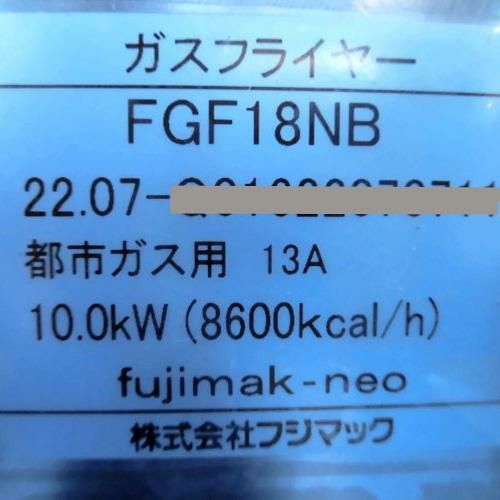 ガスフライヤー
FGF18NB
22.07-
都市ガス用 13A
10.0kW (8600kcal/h)
fujimak-neo
株式会社フジマック